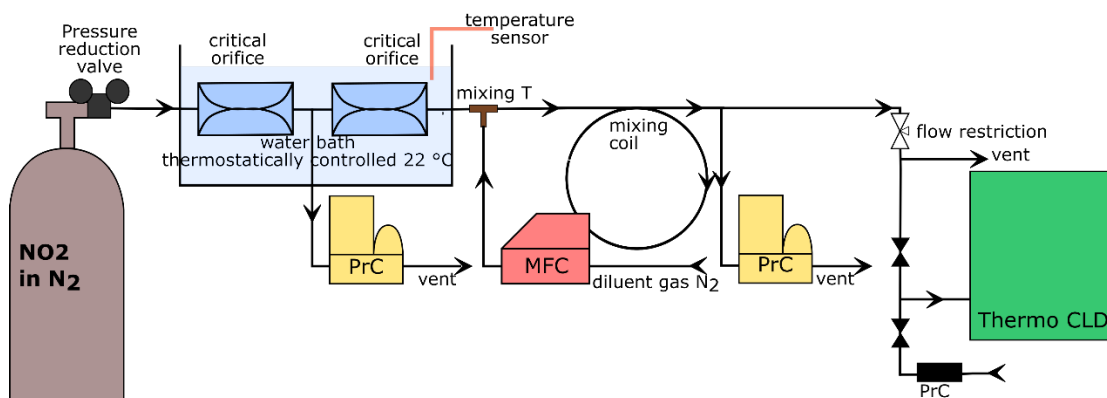 Pressure
reduction
valve
critical
orifice
critical
orifice
temperature
sensor
mixing T
mixing
coil
flow restriction
vent
water bath
thermostatically controlled 22 °C
NO2
in N2
PrC
vent
MFC
diluent gas N2
PrC
vent
Thermo CLD
PrC